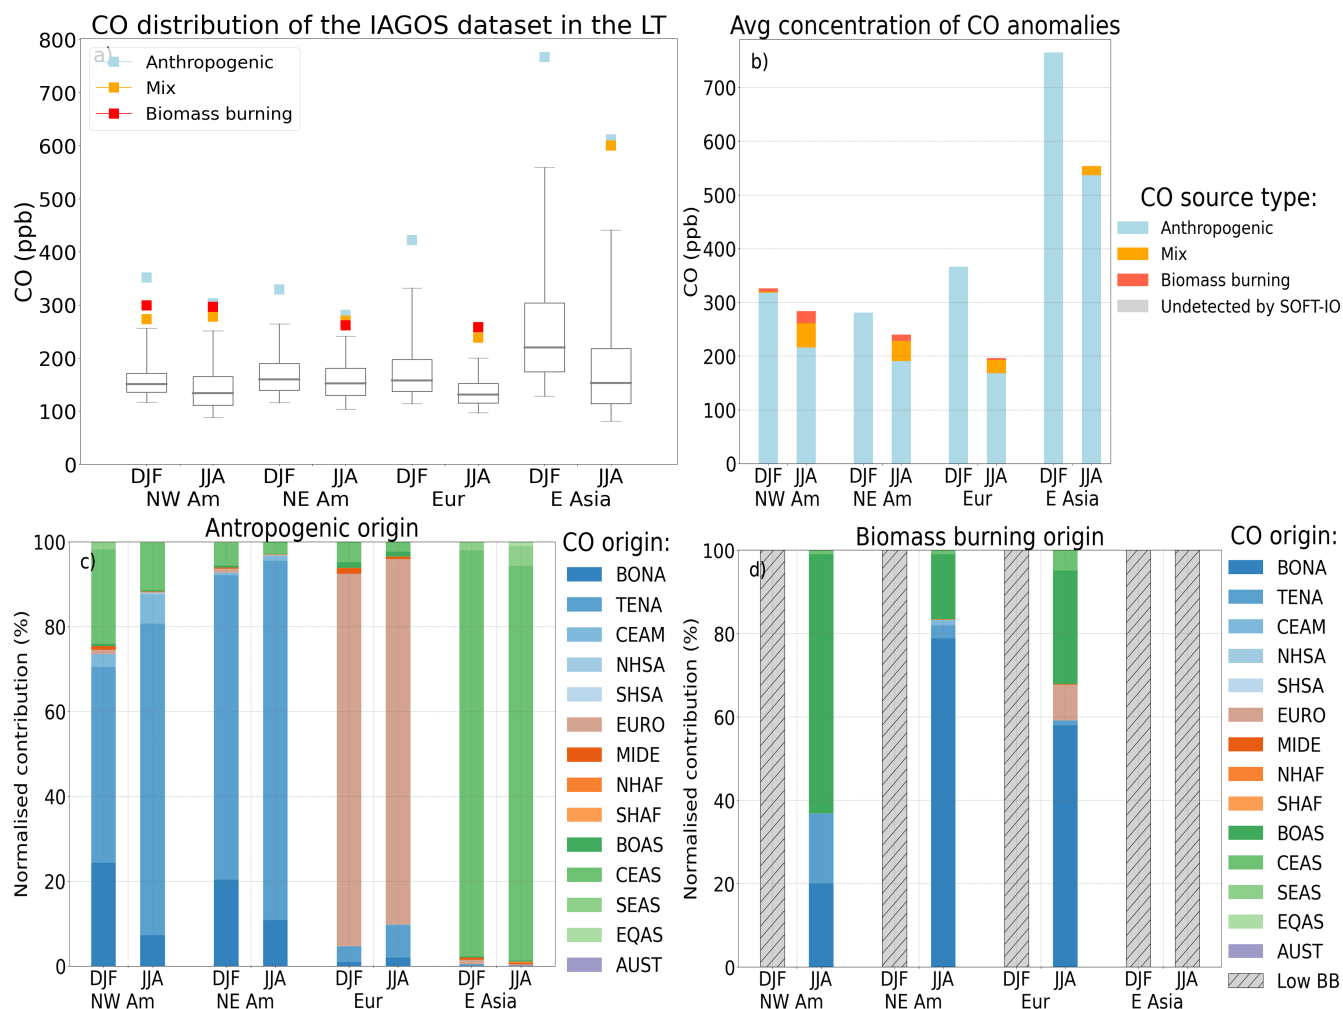 CO distribution of the IAGOS dataset in the LT
a)
Anthropogenic
Mix
Biomass burning
CO (ppb)
800
700
600
500
400
300
200
100
0
DJF JJA DJF JJA DJF JJA DJF JJA
NW Am NE Am Eur E Asia
Avg concentration of CO anomalies
b)
CO (ppb)
700
600
500
400
300
200
100
0
DJF JJA DJF JJA DJF JJA DJF JJA
NW Am NE Am Eur E Asia
CO source type:
Anthropogenic
Mix
Biomass burning
Undetected by SOFT-IO
Antropogenic origin
c)
Normalised contribution (%)
100
80
60
40
20
0
DJF JJA DJF JJA DJF JJA DJF JJA
NW Am NE Am Eur E Asia
CO origin:
BONA
TENA
CEAM
NHSA
SHSA
EURO
MIDE
NHAF
SHAF
BOAS
CEAS
SEAS
EQAS
AUST
Biomass burning origin
d)
Normalised contribution (%)
100
80
60
40
20
0
DJF JJA DJF JJA DJF JJA DJF JJA
NW Am NE Am Eur E Asia
CO origin:
BONA
TENA
CEAM
NHSA
SHSA
EURO
MIDE
NHAF
SHAF
BOAS
CEAS
SEAS
EQAS
AUST
Low BB